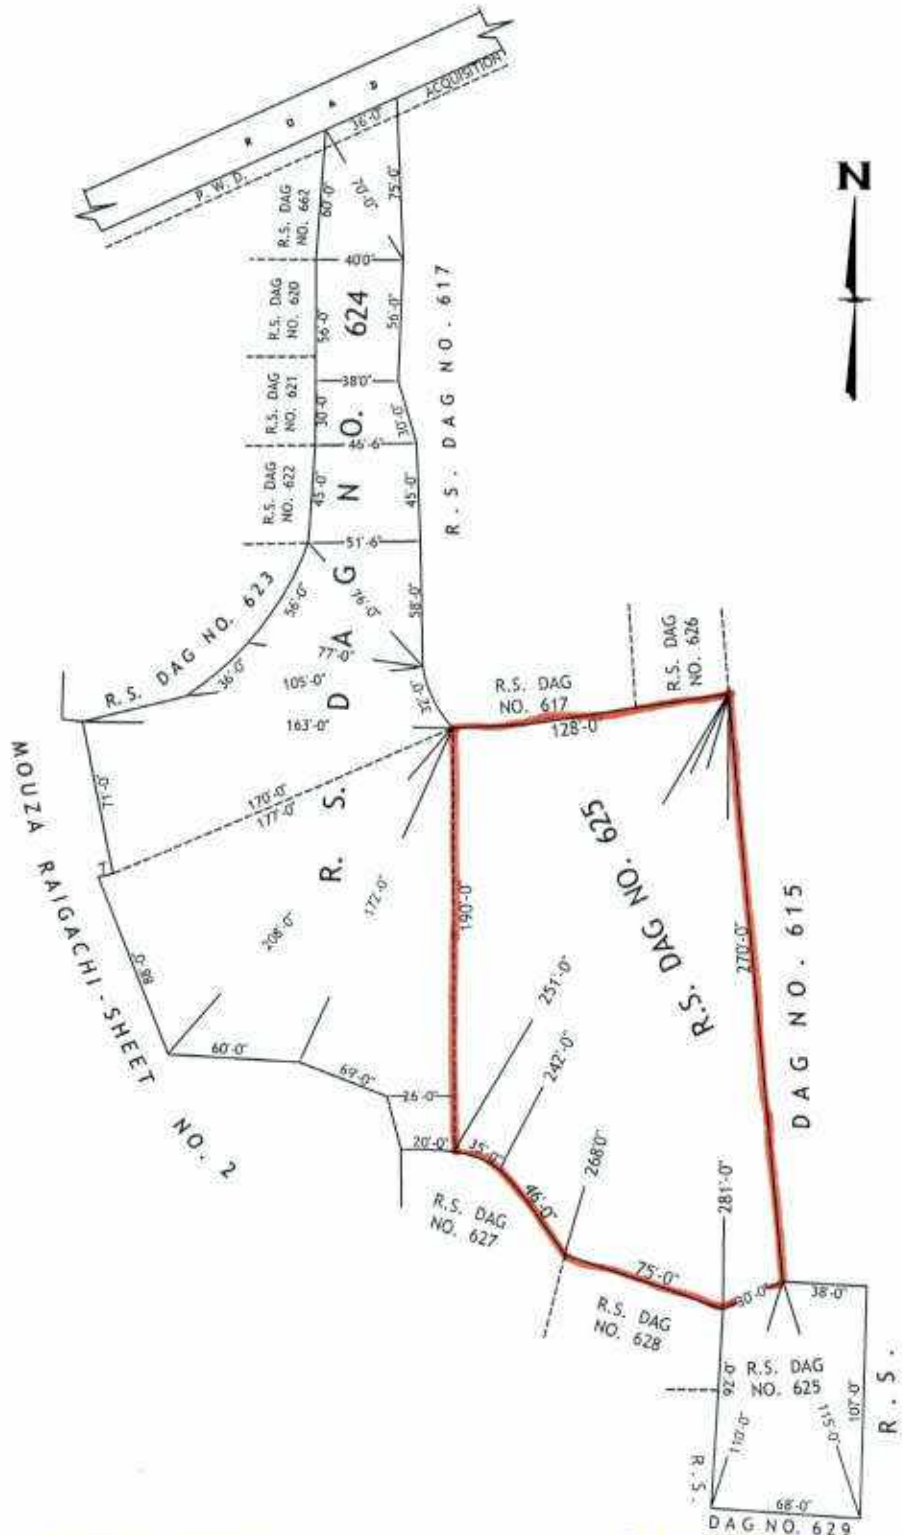 R O A D
P. W. D.
ACQUISITION
36'-0"
N
R.S. DAG
NO. 662
60'-0"
70'-0"
75'-0"
40'0"
R.S. DAG
NO. 620
56'-0"
624
56'-0"
R.S. DAG NO. 617
38'0"
R.S. DAG
NO. 621
30'-0
30'-0"
46'-6"
R.S. DAG
NO. 622
45'-0"
45'-0"
51'-6"
R.S. DAG NO.
R.S. DAG NO. 623
56'-0"
76'-0"
58'-0"
36'-0"
77'-0"
105'-0"
163'-0"
32'-0"
R.S. DAG
NO. 617
R.S. DAG
NO. 626
128'-0"
MOUZA RAIGACHI-SHEET NO. 2
71'-0"
170'-0"
177'-0"
172'-0"
208'-0"
88'-0"
60'-0"
69'-0"
26'-0"
20'-0"
190'-0"
R.S. DAG NO. 625
270'-0"
DAG NO. 615
251'-0"
242'-0"
268'0"
281'-0"
35'-0"
46'-0"
75'-0"
30'-0"
R.S. DAG
NO. 627
R.S. DAG
NO. 628
38'-0"
R.S. DAG
NO. 625
92'-0"
110'-0"
115'-0"
107'-0"
R.S.
R.S.
68'-0"
DAG NO. 629